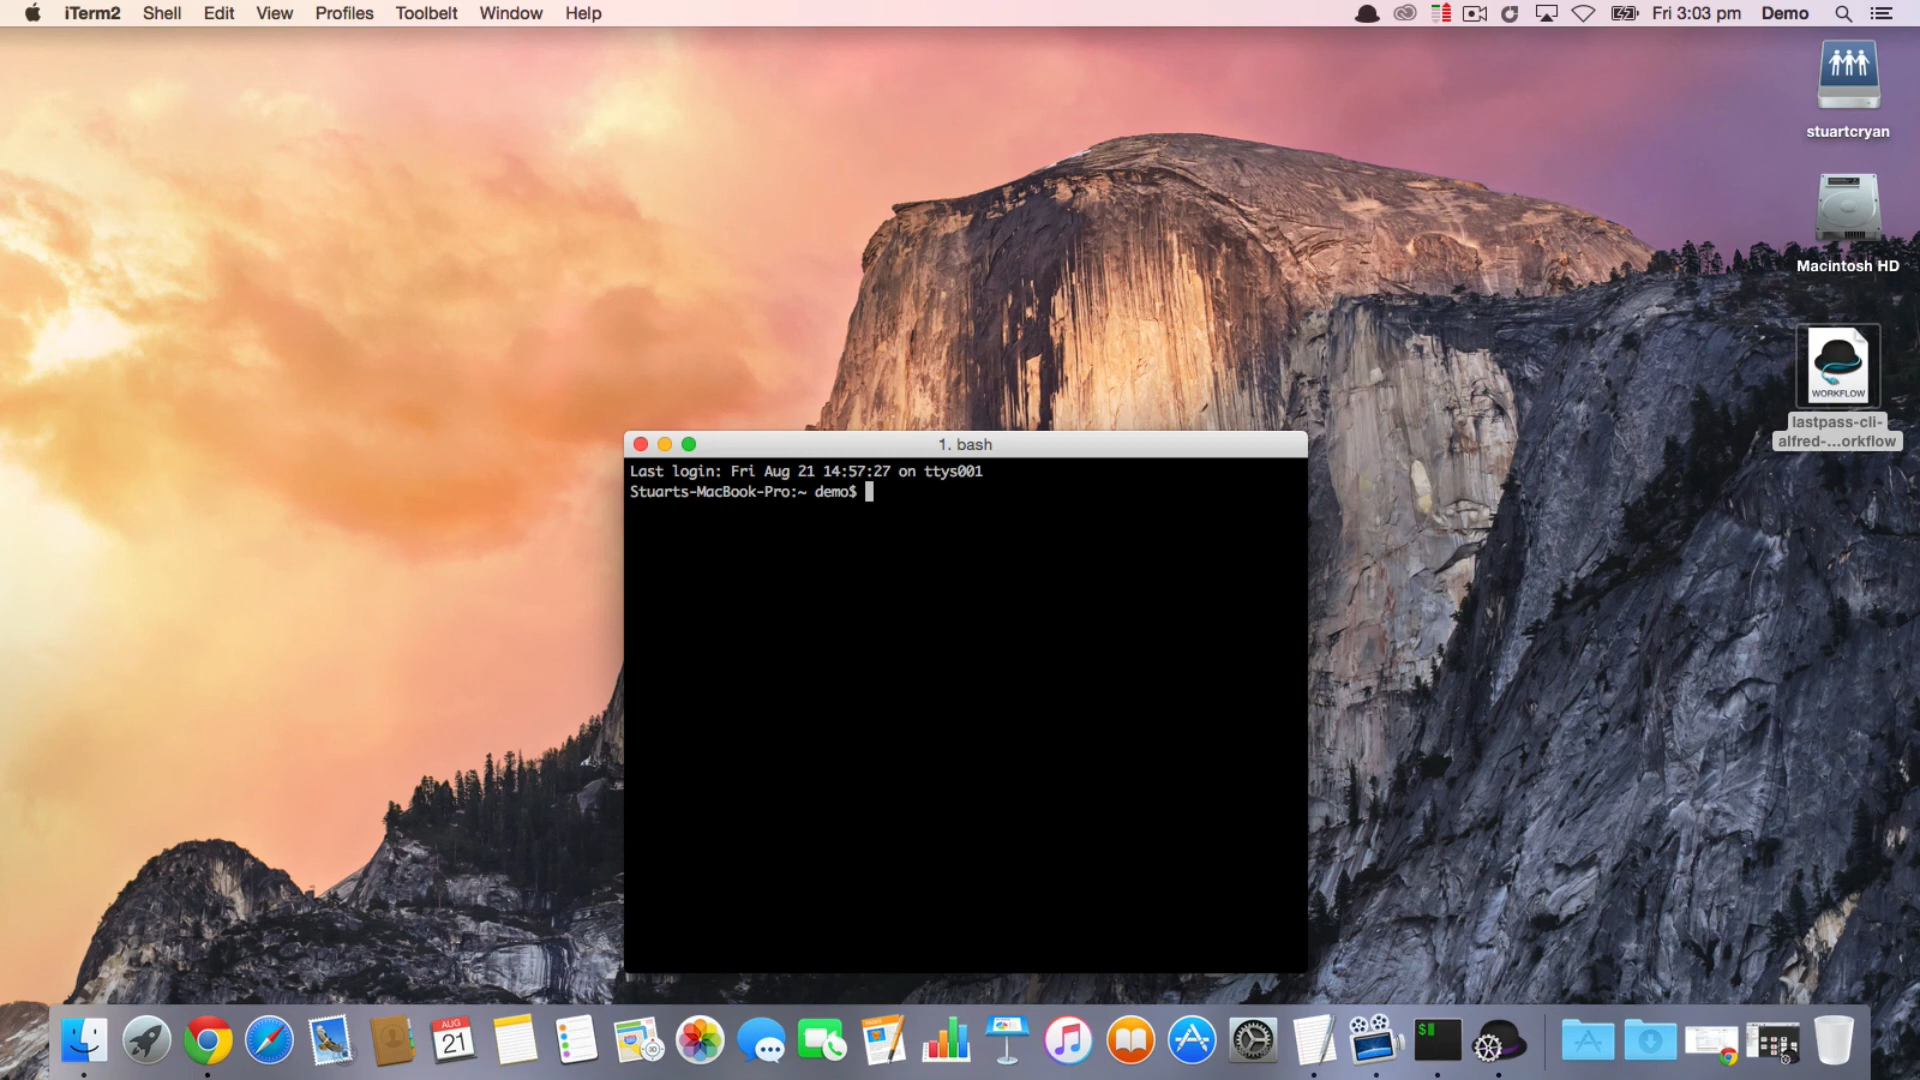 iTerm2 Shell Edit View Profiles Toolbelt Window Help Fri 3:03 pm Demo
stuartcryan
Macintosh HD
WORKFLOW
lastpass-cli-
alfred-...orkflow
1. bash
Last login: Fri Aug 21 14:57:27 on ttys001
Stuarts-MacBook-Pro:~ demo$
AUG
21
$